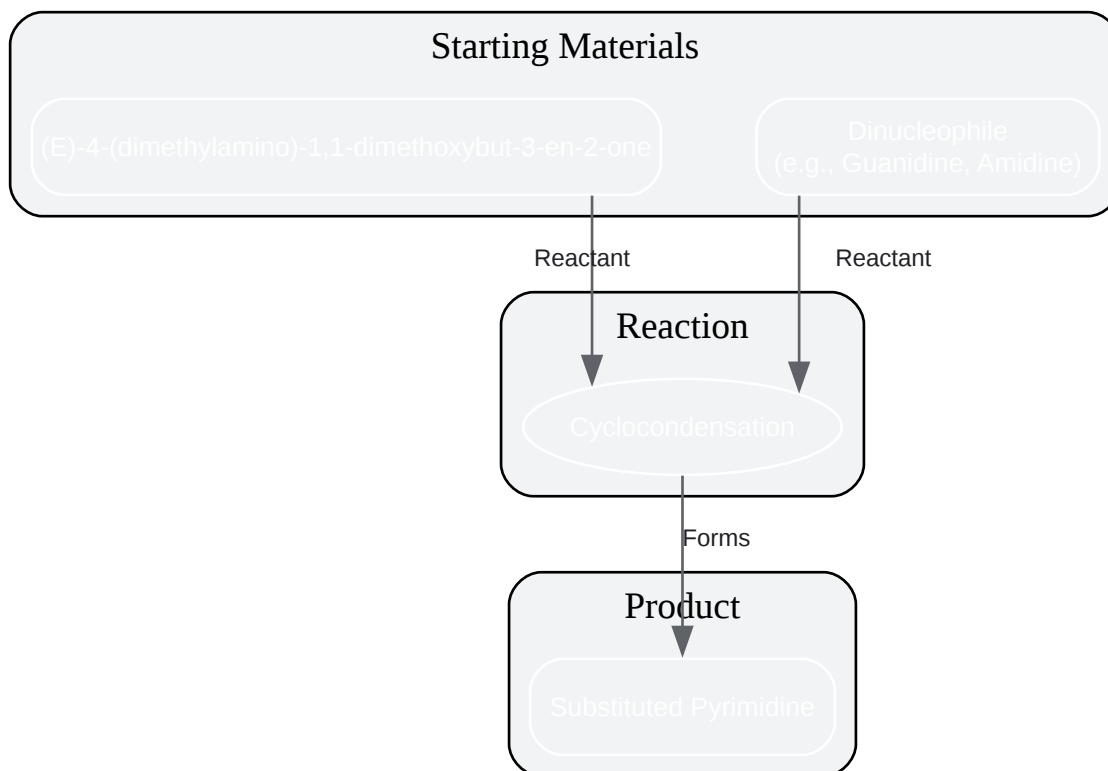 Starting Materials
(E)-4-(dimethylamino)-1,1-dimethoxybut-3-en-2-one
Dinucleophile
(e.g., Guanidine, Amidine)
Reactant
Reactant
Reaction
Cyclocondensation
Forms
Product
Substituted Pyrimidine